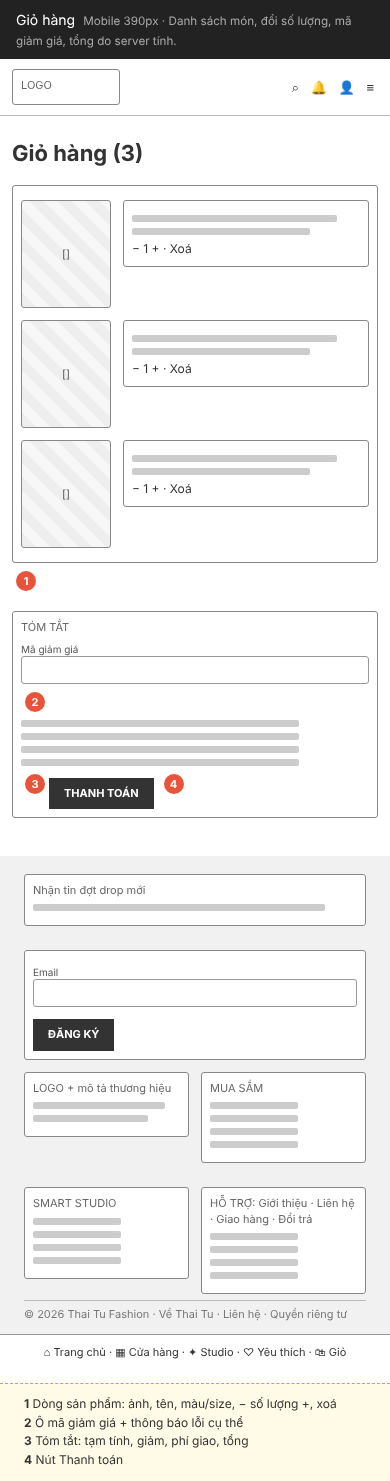 Giỏ hàng Mobile 390px · Danh sách món, đổi số lượng, mã
giảm giá, tổng do server tính.
LOGO
Giỏ hàng (3)
[]
− 1 + · Xoá
[]
− 1 + · Xoá
[]
− 1 + · Xoá
1
TÓM TẮT
Mã giảm giá
2
3 THANH TOÁN 4
Nhận tin đợt drop mới
Email
ĐĂNG KÝ
LOGO + mô tả thương hiệu
MUA SẮM
SMART STUDIO
HỖ TRỢ: Giới thiệu · Liên hệ
· Giao hàng · Đổi trả
© 2026 Thai Tu Fashion · Về Thai Tu · Liên hệ · Quyền riêng tư
⌂ Trang chủ · ▦ Cửa hàng · ✦ Studio · ♡ Yêu thích · 🛍 Giỏ
1 Dòng sản phẩm: ảnh, tên, màu/size, − số lượng +, xoá
2 Ô mã giảm giá + thông báo lỗi cụ thể
3 Tóm tắt: tạm tính, giảm, phí giao, tổng
4 Nút Thanh toán